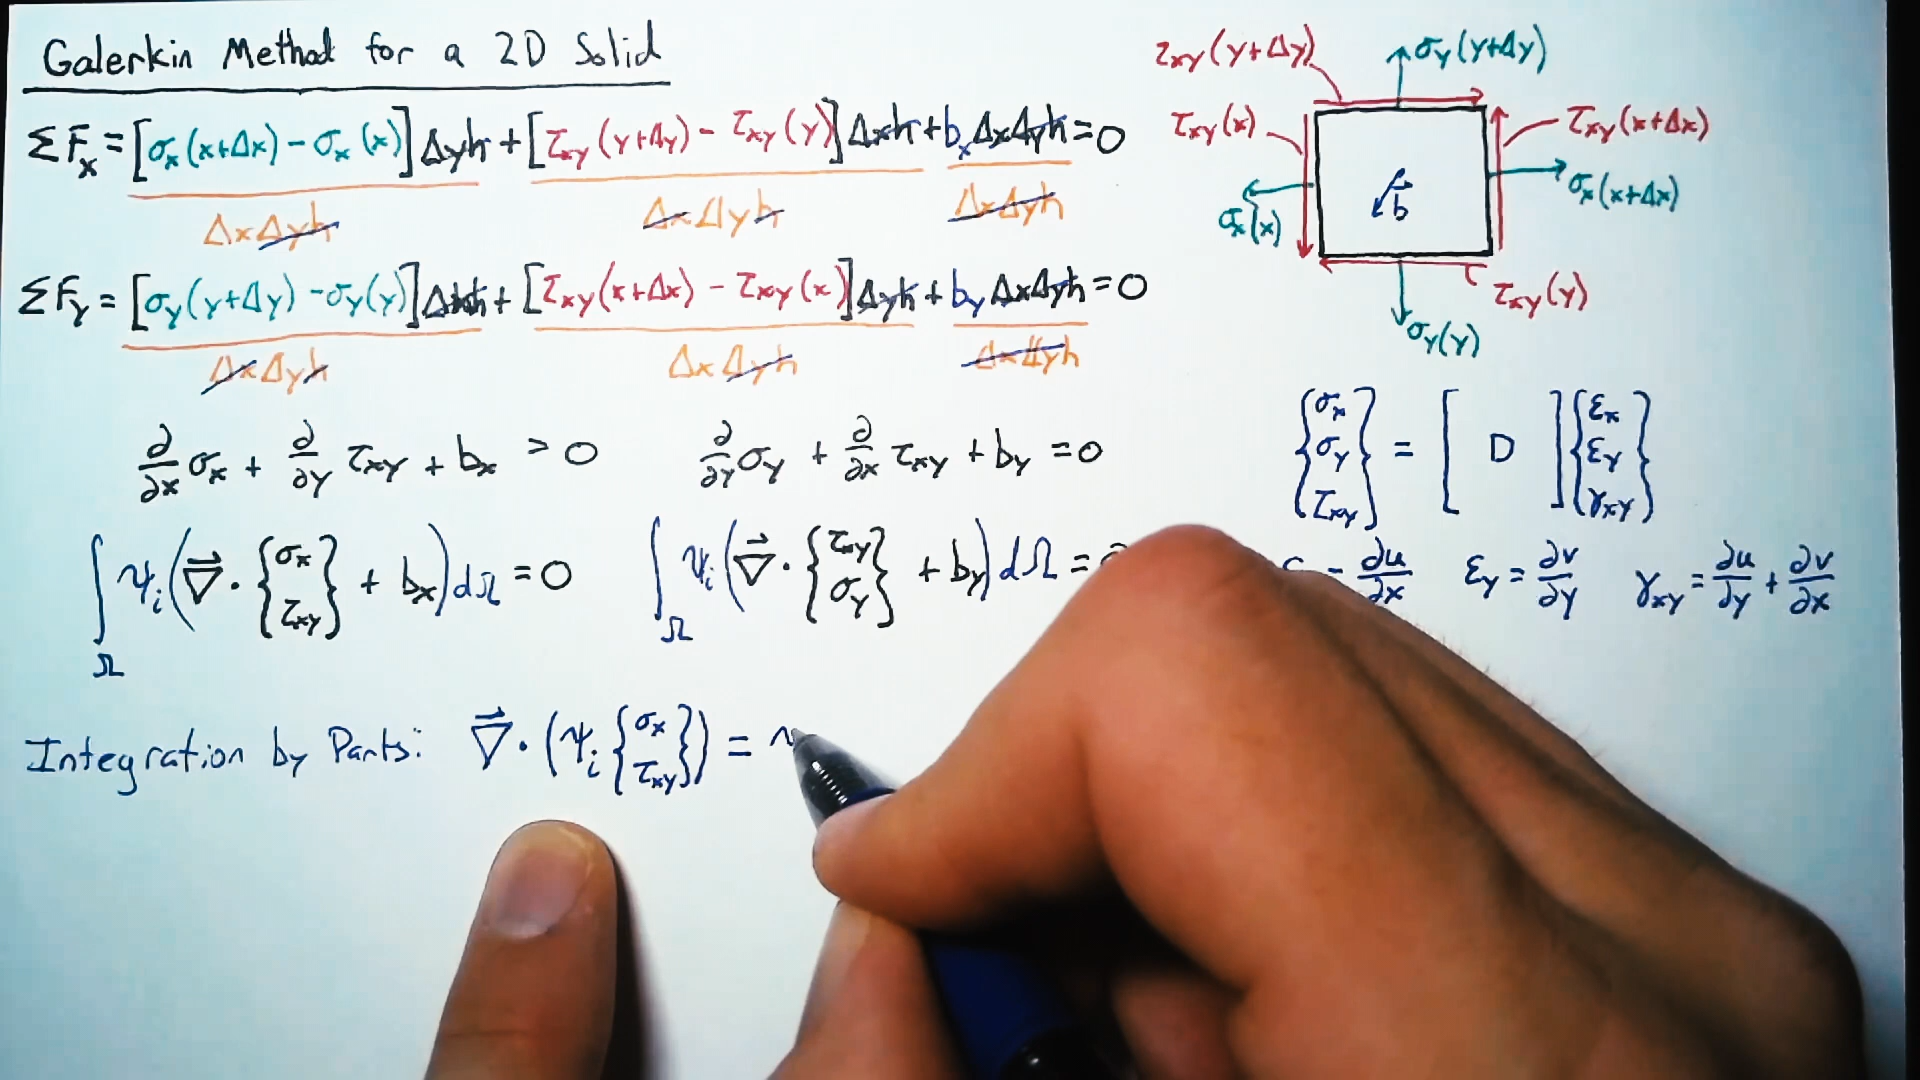 Galerkin Method for a 2D Solid
ΣFx = [σx(x+Δx) - σx(x)]Δyh + [τxy(y+Δy) - τxy(y)]Δxh + bxΔxΔyh = 0
ΔxΔyh ΔxΔyh ΔxΔyh
ΣFy = [σy(y+Δy) - σy(y)]Δxh + [τxy(x+Δx) - τxy(x)]Δyh + byΔxΔyh = 0
ΔxΔyh ΔxΔyh ΔxΔyh
∂/∂x σx + ∂/∂y τxy + bx = 0 ∂/∂y σy + ∂/∂x τxy + by = 0
∫Ω ψi(∇⃗ · {σx τxy} + bx)dΩ = 0 ∫Ω ψi(∇⃗ · {τxy σy} + by)dΩ =
Integration by Parts: ∇⃗ · (ψi {σx τxy}) =
τxy(y+Δy)
σy(y+Δy)
τxy(x)
τxy(x+Δx)
σx(x)
b⃗
σx(x+Δx)
τxy(y)
σy(y)
{σx σy τxy} = [D]{εx εy γxy}
= ∂u/∂x εy = ∂v/∂y γxy = ∂u/∂y + ∂v/∂x